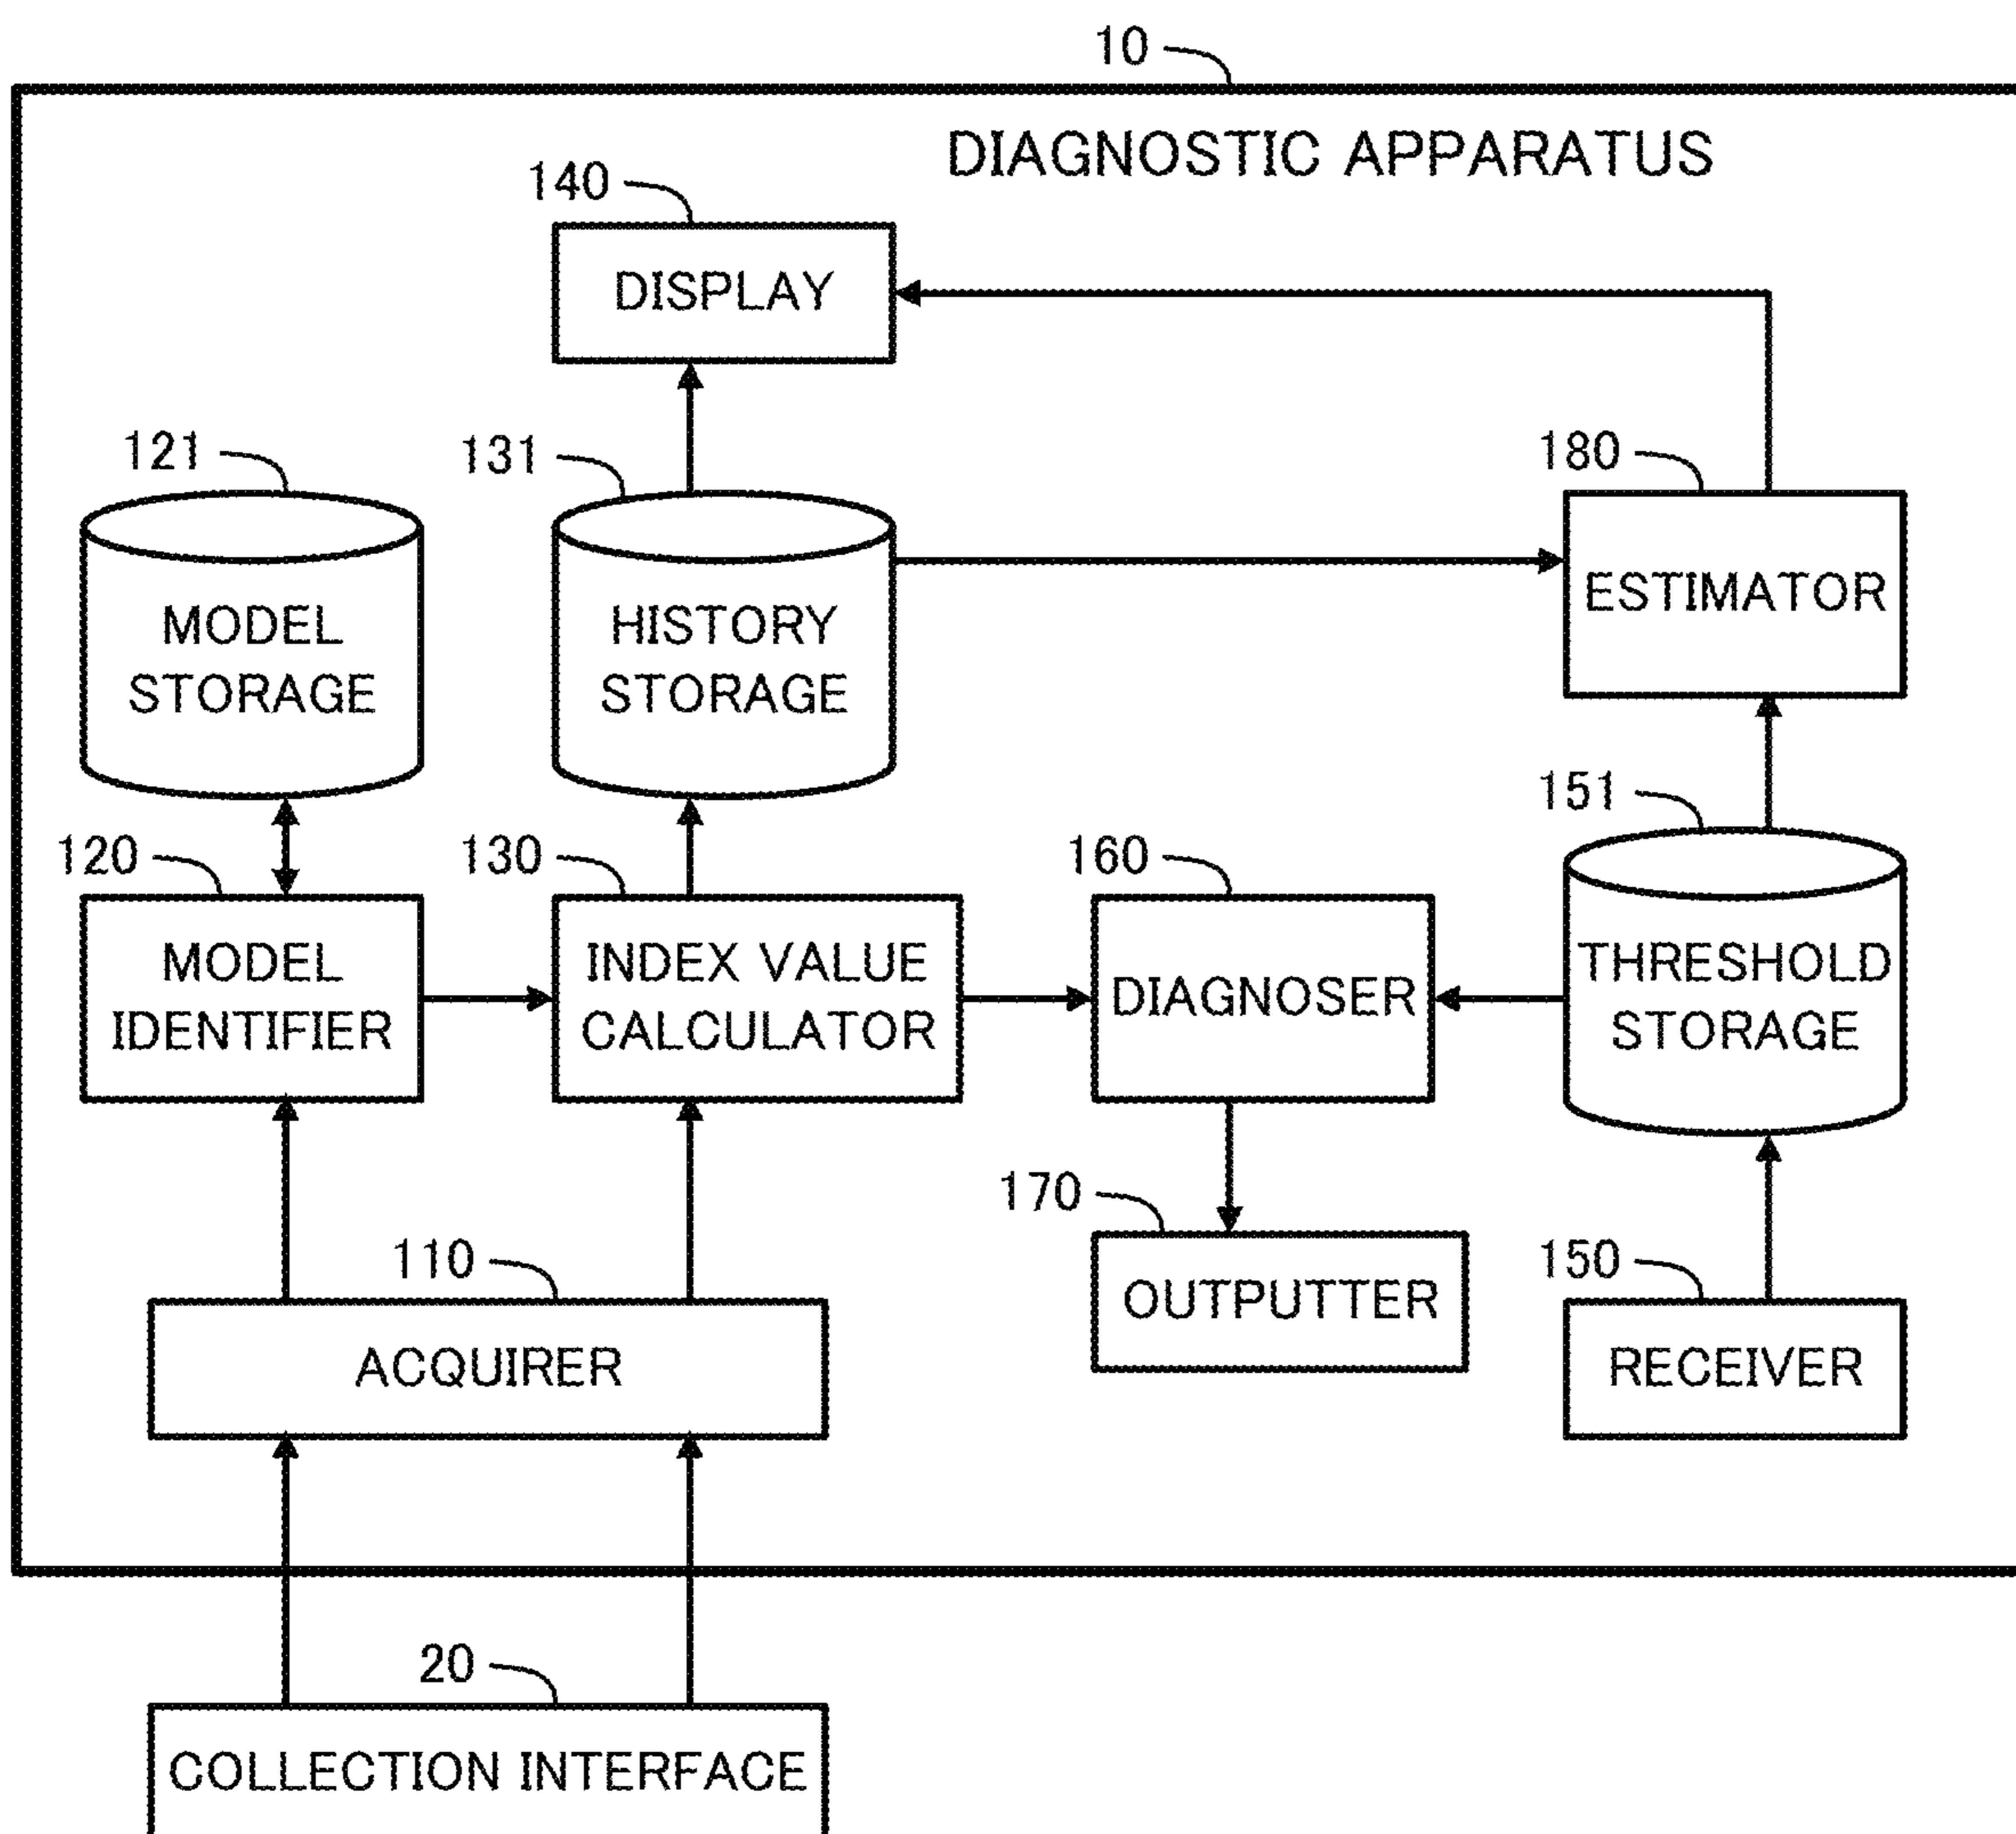 10
DIAGNOSTIC APPARATUS
140
DISPLAY
121
131
180
MODEL
STORAGE
HISTORY
STORAGE
ESTIMATOR
151
120
130
160
MODEL
IDENTIFIER
INDEX VALUE
CALCULATOR
DIAGNOSER
THRESHOLD
STORAGE
170
110
150
OUTPUTTER
ACQUIRER
RECEIVER
20
COLLECTION INTERFACE